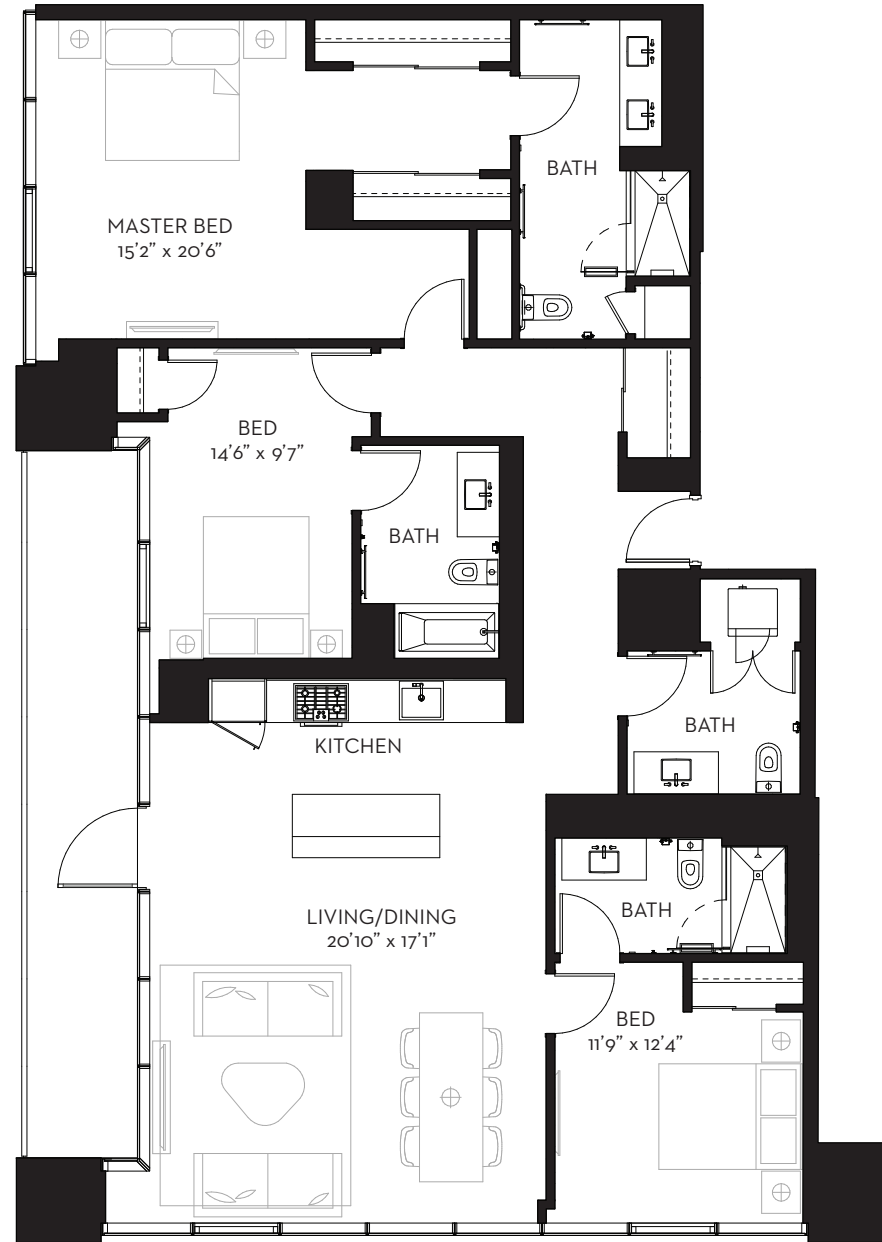 BATH
MASTER BED
15’2” x 20’6”
BED
14’6” x 9’7”
BATH
BATH
KITCHEN
LIVING/DINING
20’10” x 17’1”
BATH
BED
11’9” x 12’4”